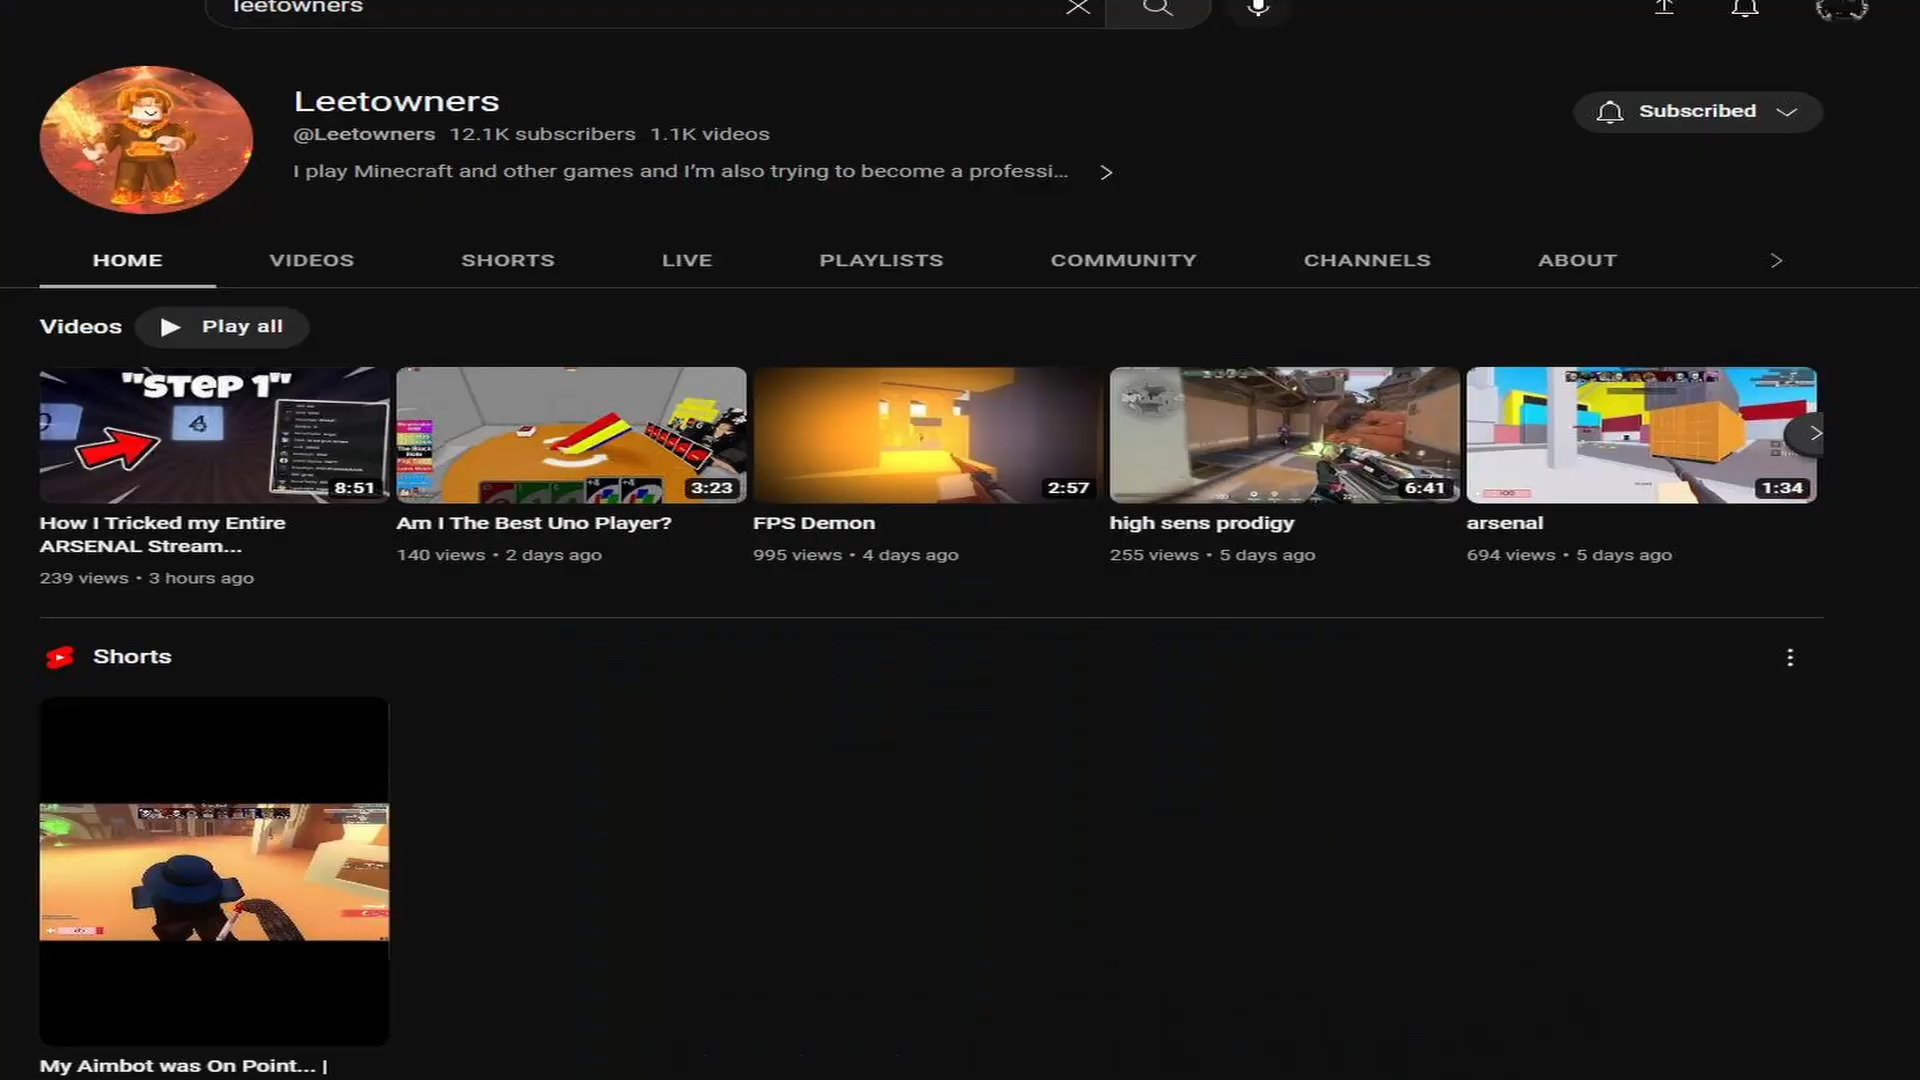 leetowners
Leetowners
@Leetowners 12.1K subscribers 1.1K videos
I play Minecraft and other games and I'm also trying to become a professi...
Subscribed
HOME VIDEOS SHORTS LIVE PLAYLISTS COMMUNITY CHANNELS ABOUT
Videos Play all
"STEP 1"
4
8:51
+4 +4
3:23
2:57
6:41
1:34
How I Tricked my Entire
ARSENAL Stream...
239 views • 3 hours ago
Am I The Best Uno Player?
140 views • 2 days ago
FPS Demon
995 views • 4 days ago
high sens prodigy
255 views • 5 days ago
arsenal
694 views • 5 days ago
Shorts
My Aimbot was On Point... |